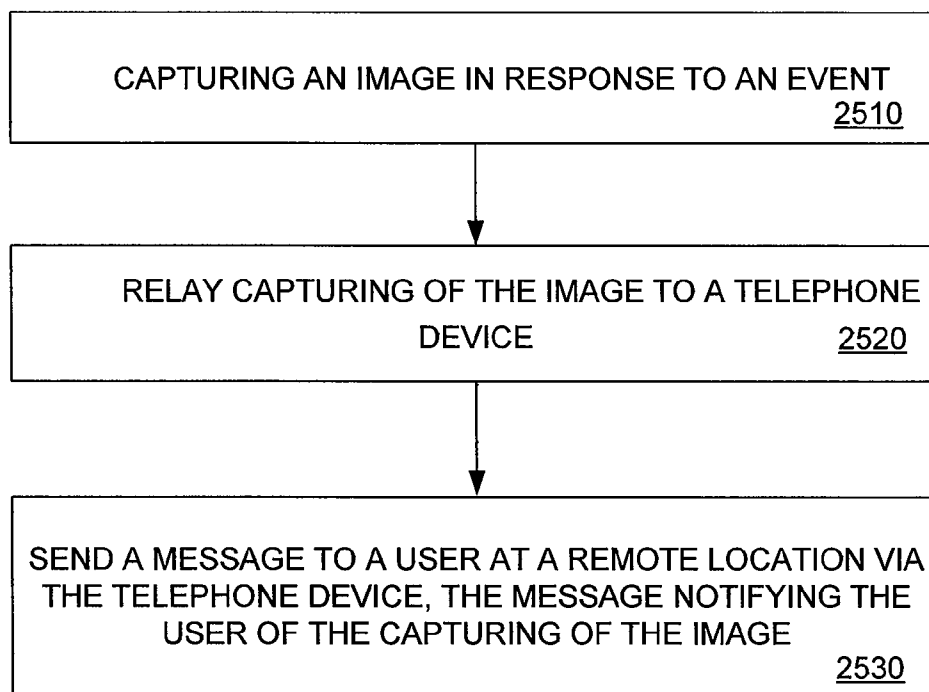 CAPTURING AN IMAGE IN RESPONSE TO AN EVENT
2510
RELAY CAPTURING OF THE IMAGE TO A TELEPHONE
DEVICE 2520
SEND A MESSAGE TO A USER AT A REMOTE LOCATION VIA
THE TELEPHONE DEVICE, THE MESSAGE NOTIFYING THE
USER OF THE CAPTURING OF THE IMAGE
2530